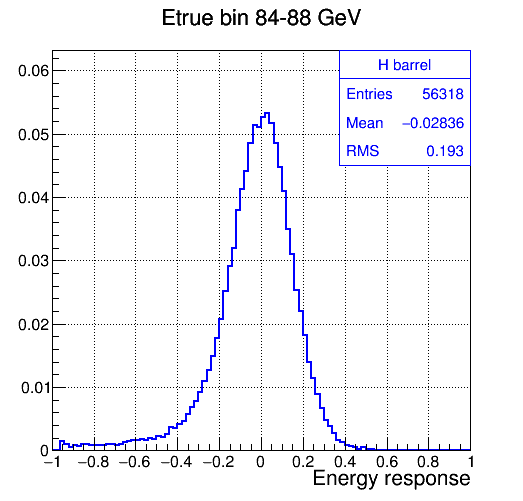 Etrue bin 84-88 GeV
H barrel
Entries 56318
Mean −0.02836
RMS 0.193
0.06
0.05
0.04
0.03
0.02
0.01
0
−1 −0.8 −0.6 −0.4 −0.2 0 0.2 0.4 0.6 0.8 1
Energy response